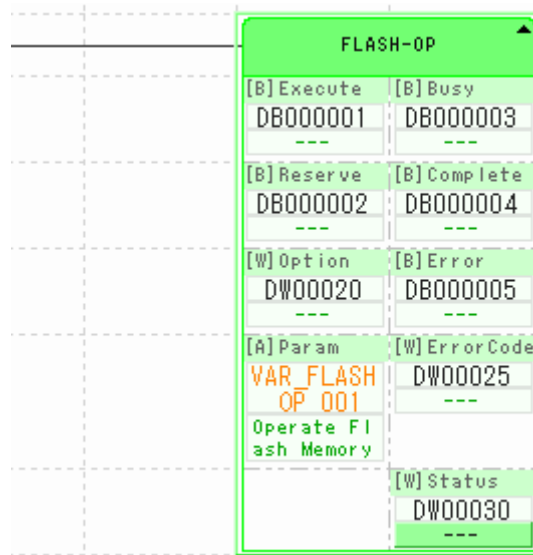 FLASH-OP
[B]Execute [B]Busy
DB000001 DB000003
--- ---
[B]Reserve [B]Complete
DB000002 DB000004
--- ---
[W]Option [B]Error
DW00020 DB000005
--- ---
[A]Param [W]ErrorCode
VAR_FLASH DW00025
OP_001 ---
Operate Fl
ash Memory
[W]Status
DW00030
---